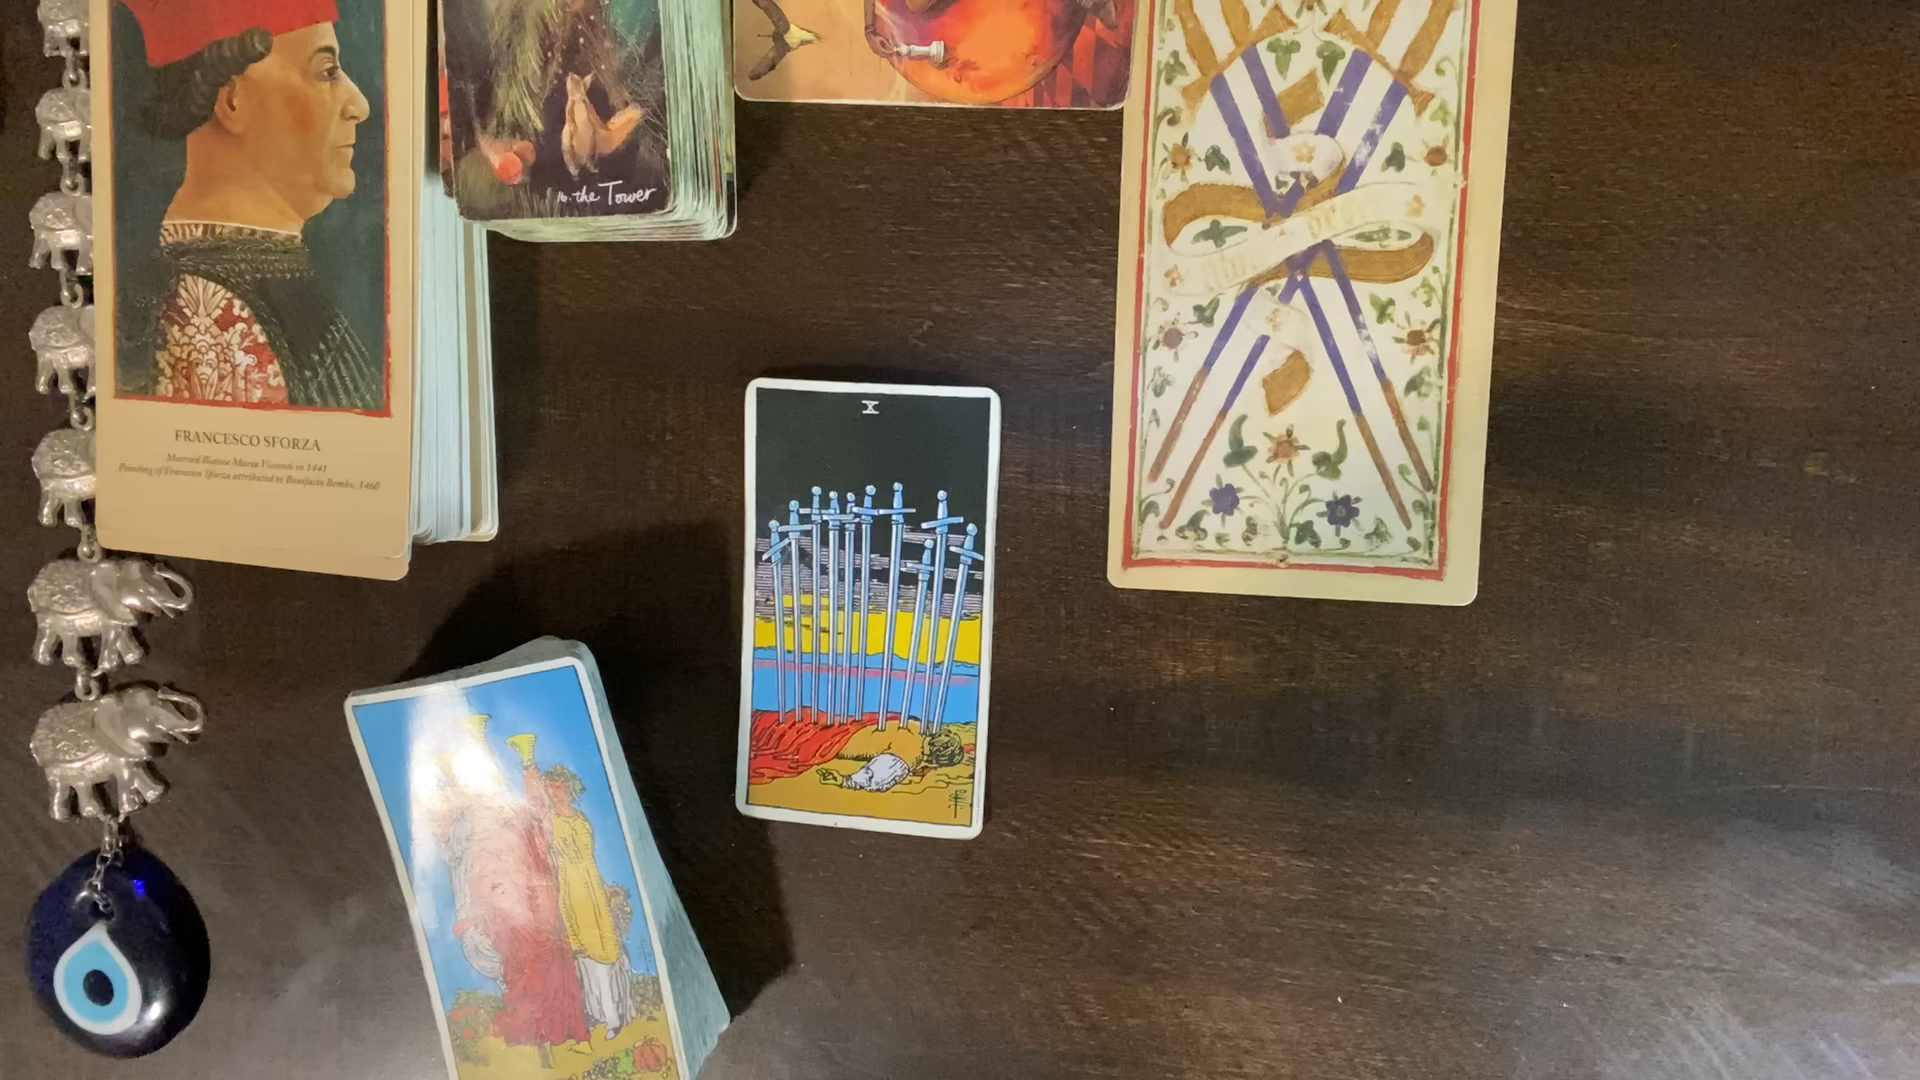 FRANCESCO SFORZA
Married Bianca Maria Visconti in 1441
Painting of Francesco Sforza attributed to Bonifacio Bembo, 1460
16. the Tower
X